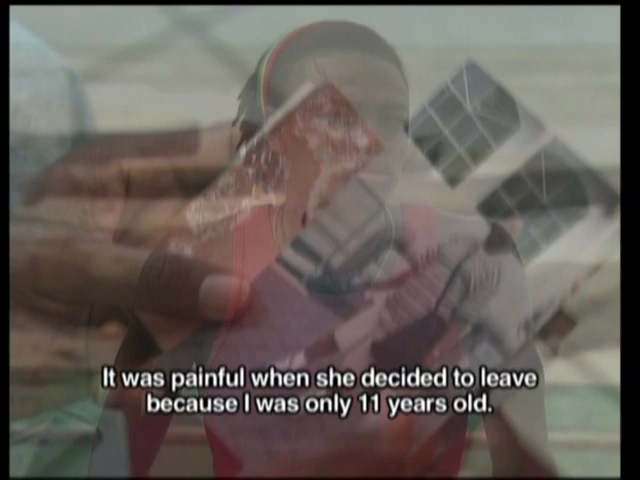 It was painful when she decided to leave
because I was only 11 years old.